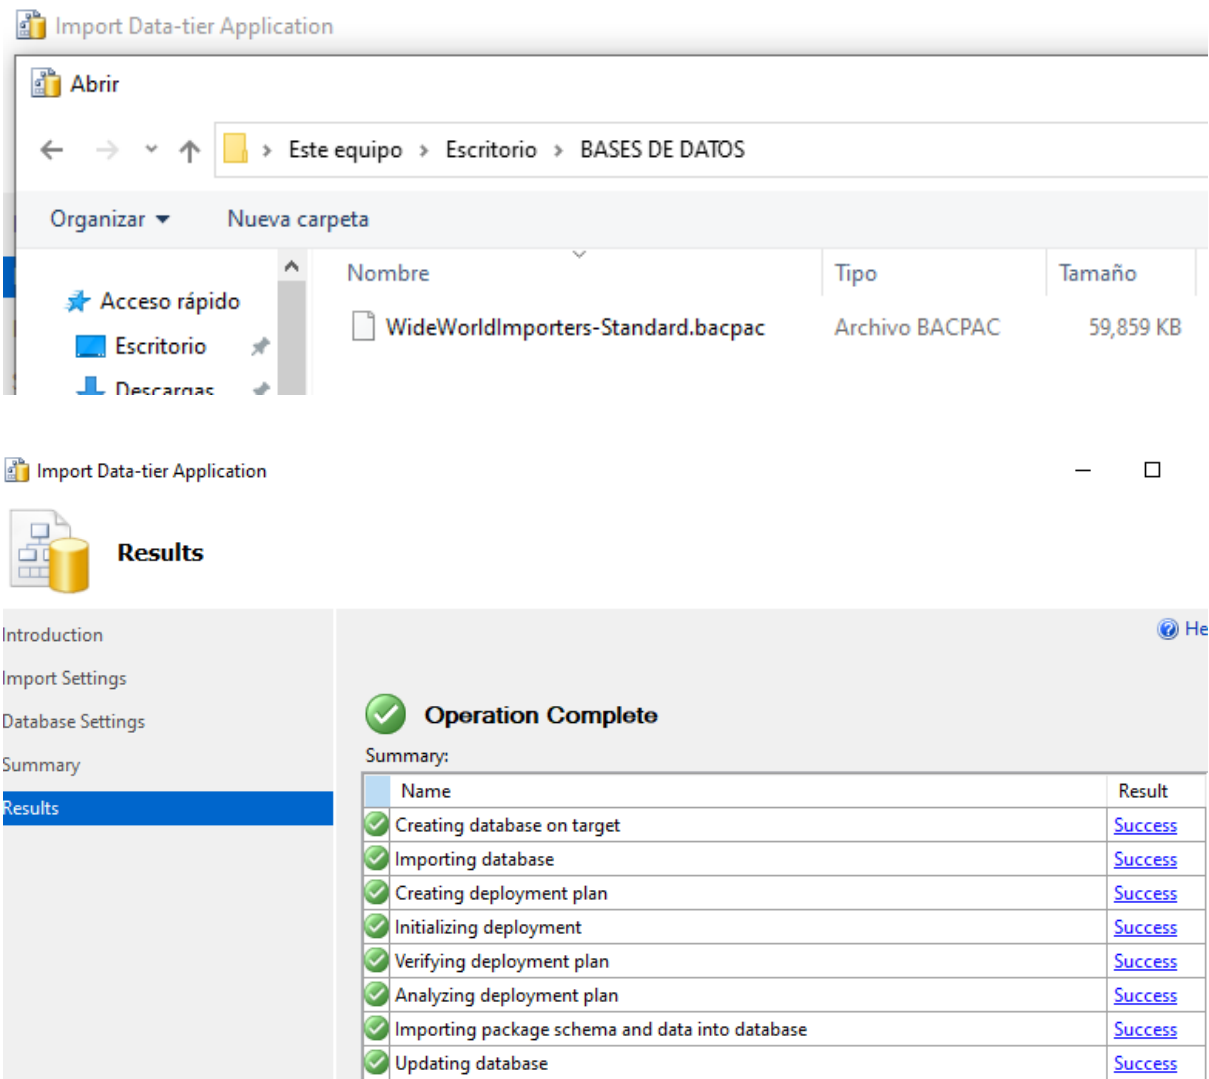 Import Data-tier Application
Abrir
Este equipo > Escritorio > BASES DE DATOS
Organizar Nueva carpeta
Nombre Tipo Tamaño
Acceso rápido
WideWorldImporters-Standard.bacpac Archivo BACPAC 59,859 KB
Escritorio
Descargas
Import Data-tier Application
Results
Introduction
Import Settings
Database Settings
Summary
Results
He
Operation Complete
Summary:
Name Result
Creating database on target Success
Importing database Success
Creating deployment plan Success
Initializing deployment Success
Verifying deployment plan Success
Analyzing deployment plan Success
Importing package schema and data into database Success
Updating database Success